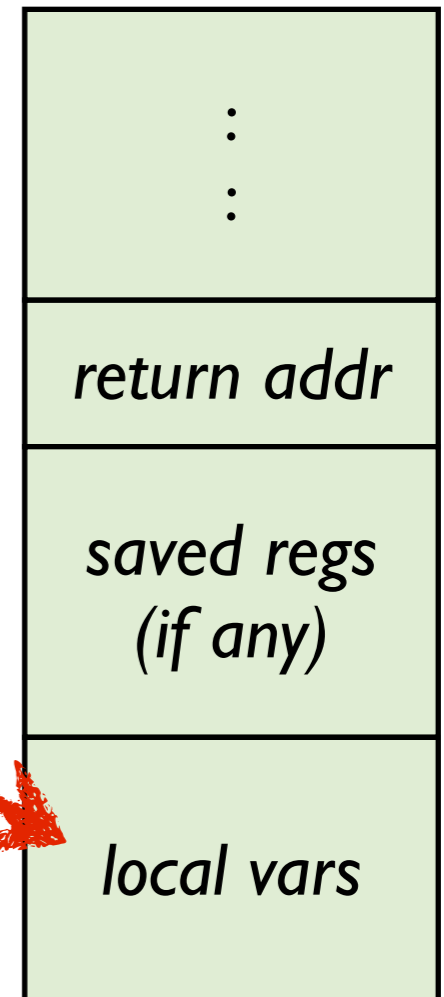 :
:
return addr
saved regs
(if any)
local vars